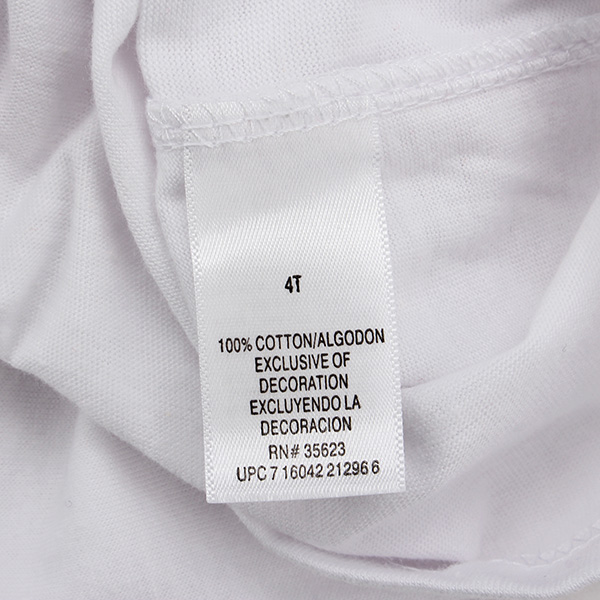 4T
100% COTTON/ALGODON
EXCLUSIVE OF
DECORATION
EXCLUYENDO LA
DECORACION
RN# 35623
UPC 7 16042 21296 6